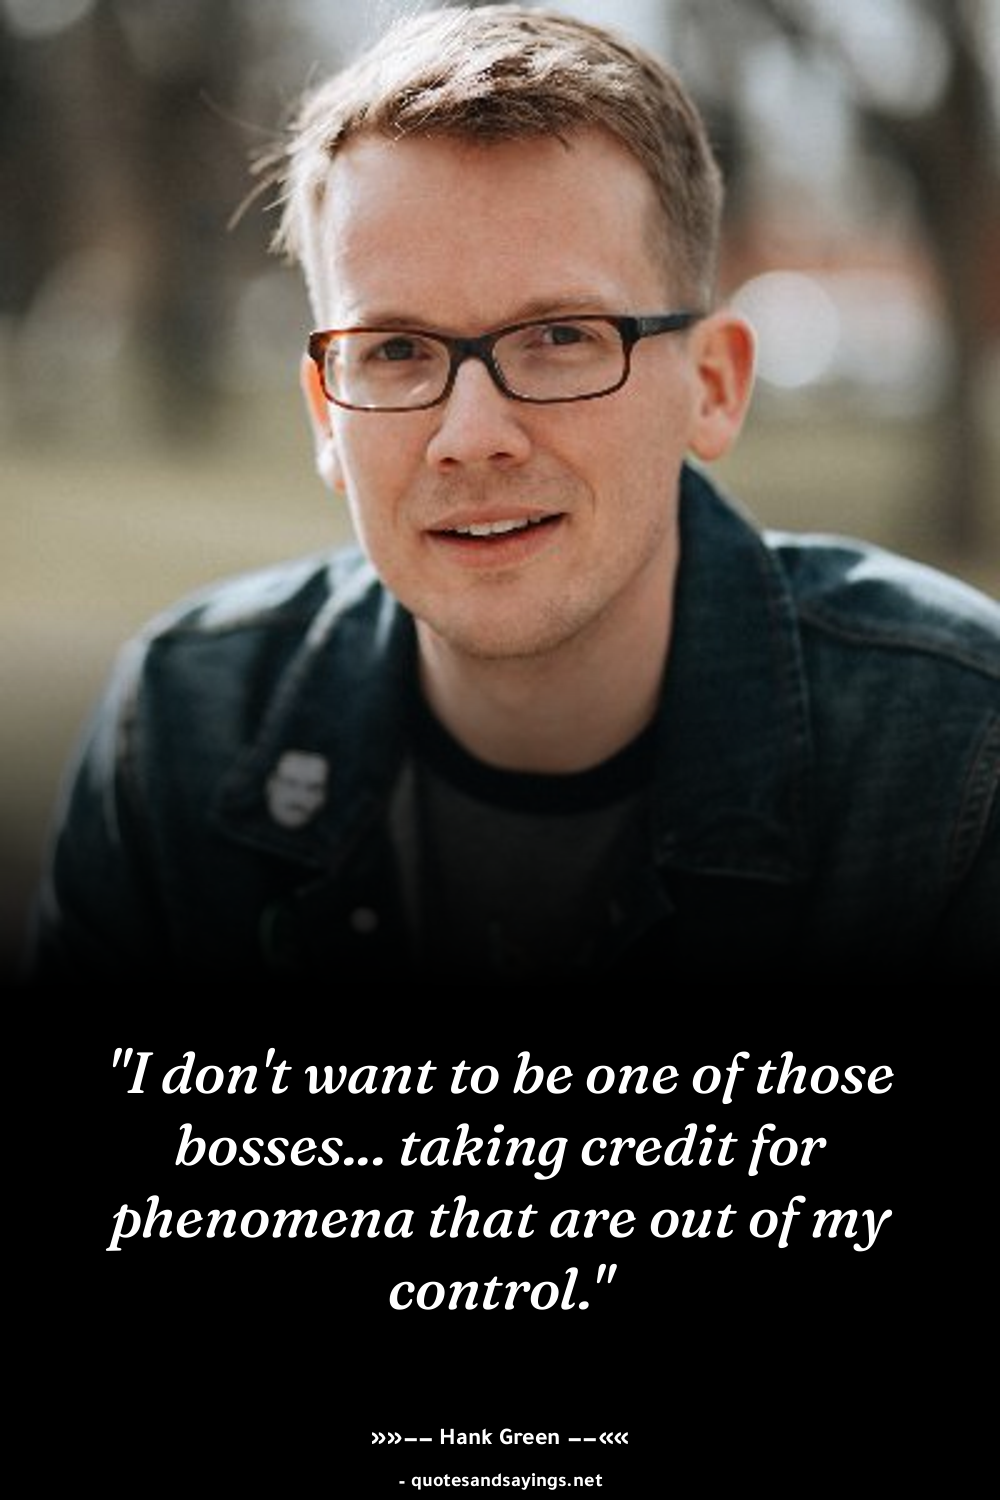 "I don't want to be one of those
bosses... taking credit for
phenomena that are out of my
control."
»»−− Hank Green −−««
- quotesandsayings.net